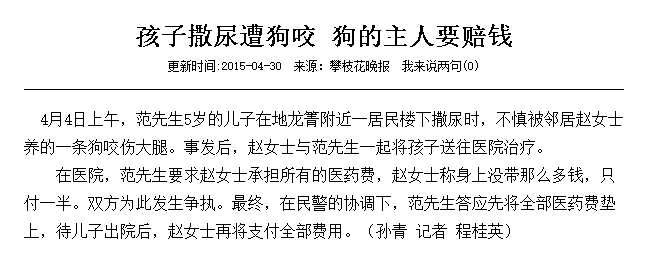 孩子撒尿遭狗咬 狗的主人要赔钱
更新时间:2015-04-30 来源: 攀枝花晚报 我来说两句(0)
4月4日上午，范先生5岁的儿子在地龙箐附近一居民楼下撒尿时，不慎被邻居赵女士
养的一条狗咬伤大腿。事发后，赵女士与范先生一起将孩子送往医院治疗。
在医院，范先生要求赵女士承担所有的医药费，赵女士称身上没带那么多钱，只
付一半。双方为此发生争执。最终，在民警的协调下，范先生答应先将全部医药费垫
上，待儿子出院后，赵女士再将支付全部费用。（孙青 记者 程桂英）